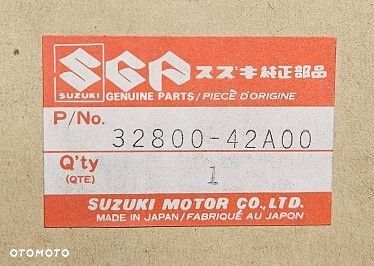 SGP スズキ純正部品
SUZUKI GENUINE PARTS/PIÈCE D'ORIGINE
P/No. 32800-42A00
Q'ty
(QTE) 1
SUZUKI MOTOR CO.,LTD.
MADE IN JAPAN/FABRIQUÉ AU JAPON
OTOMOTO